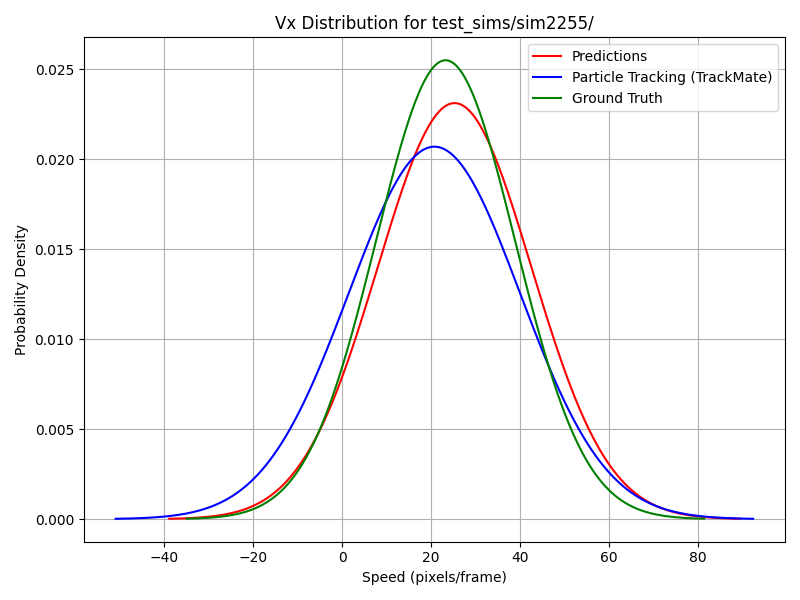 Vx Distribution for test_sims/sim2255/
Predictions
Particle Tracking (TrackMate)
Ground Truth
Probability Density
0.025
0.020
0.015
0.010
0.005
0.000
−40 −20 0 20 40 60 80
Speed (pixels/frame)